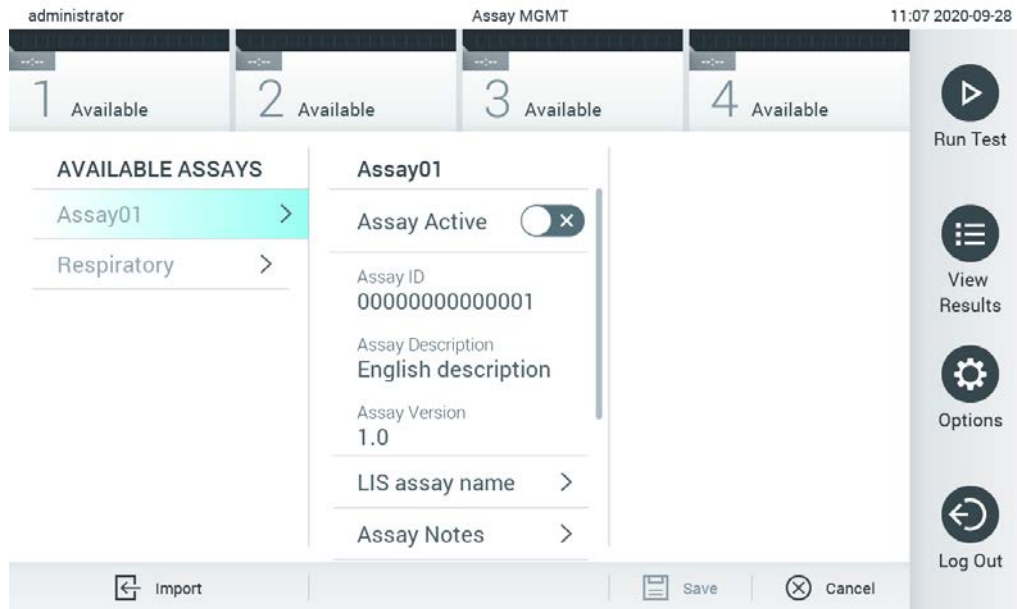 administrator Assay MGMT 11:07 2020-09-28
--:-- --:-- --:-- --:--
1 Available 2 Available 3 Available 4 Available
Run Test
AVAILABLE ASSAYS
Assay01
Respiratory
Assay01
Assay Active
Assay ID
00000000000001
Assay Description
English description
Assay Version
1.0
LIS assay name
Assay Notes
View
Results
Options
Log Out
Import Save Cancel